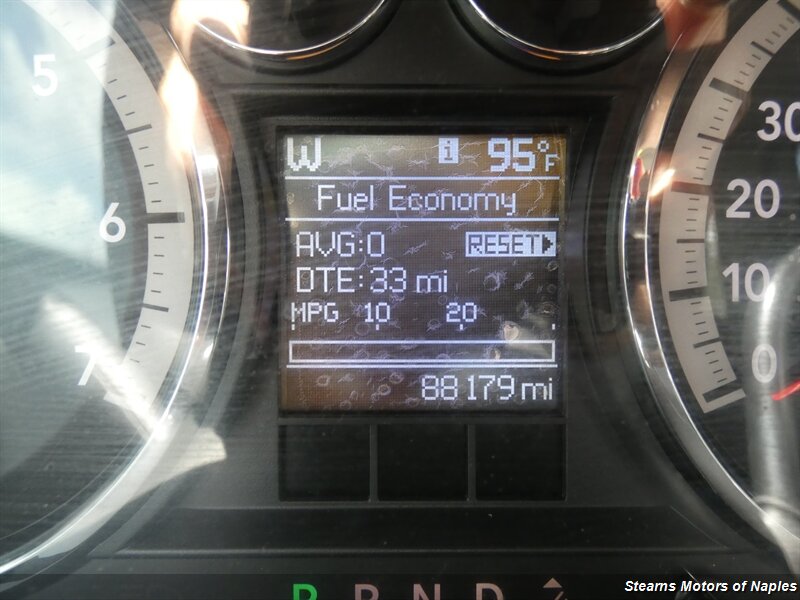 W i 95°F
Fuel Economy
AVG:0 RESET
DTE: 33 mi
MPG 10 20
88179 mi
5
6
7
30
20
10
0
P R N D
Stearns Motors of Naples